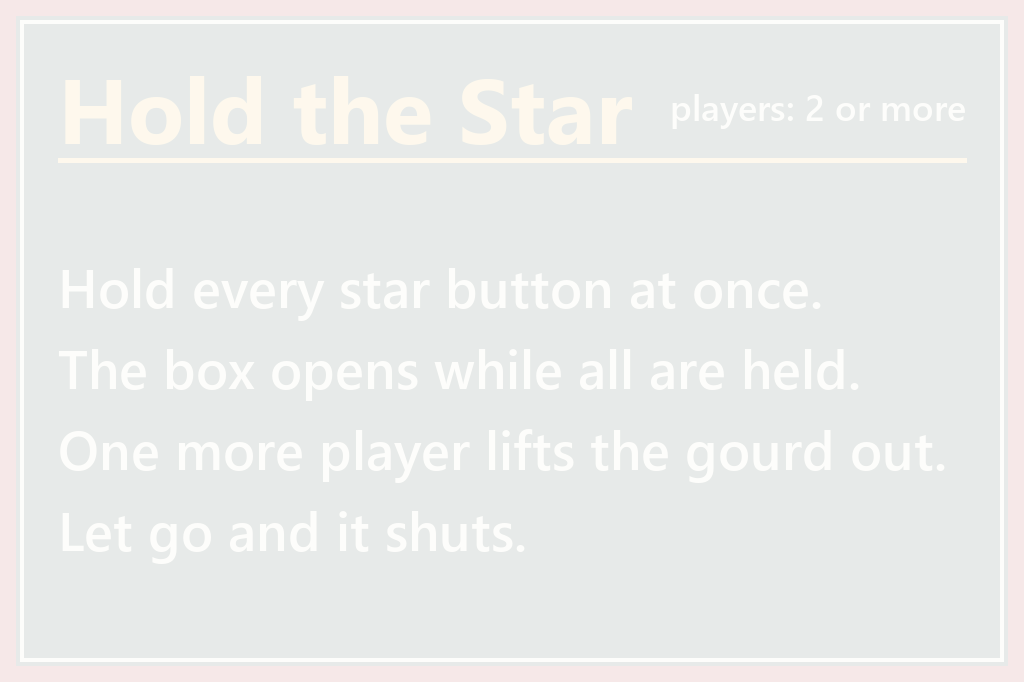 Hold the Star
players: 2 or more
Hold every star button at once.
The box opens while all are held.
One more player lifts the gourd out.
Let go and it shuts.